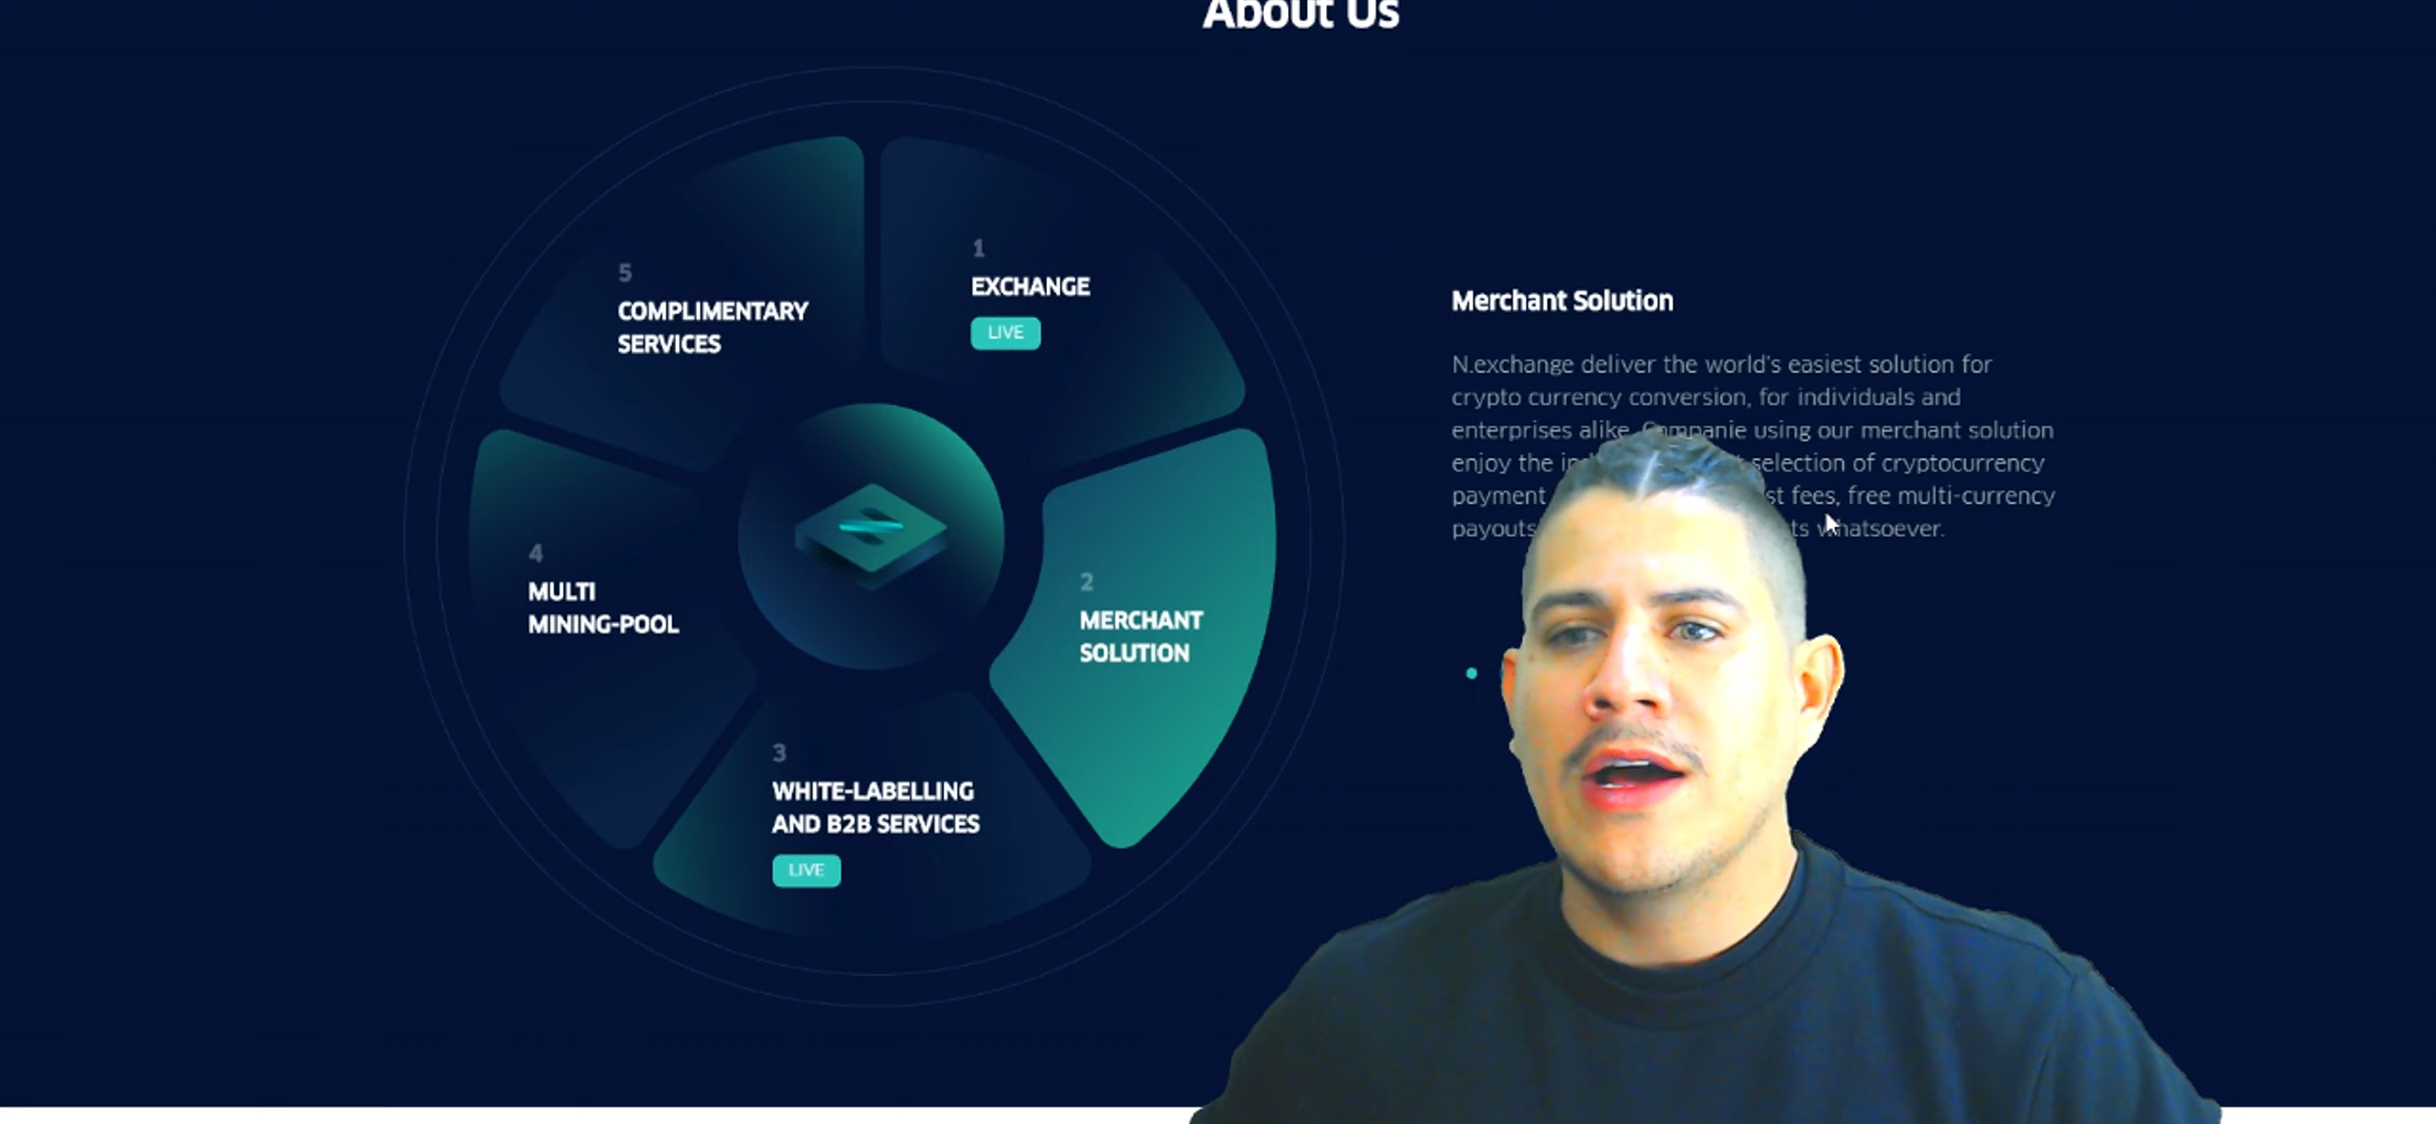 About Us
5
COMPLIMENTARY
SERVICES
1
EXCHANGE
LIVE
4
MULTI
MINING-POOL
2
MERCHANT
SOLUTION
3
WHITE-LABELLING
AND B2B SERVICES
LIVE
Merchant Solution
N.exchange deliver the world's easiest solution for
crypto currency conversion, for individuals and
enterprises alike. Companie using our merchant solution
enjoy the selection of cryptocurrency
payment fees, free multi-currency
payouts whatsoever.